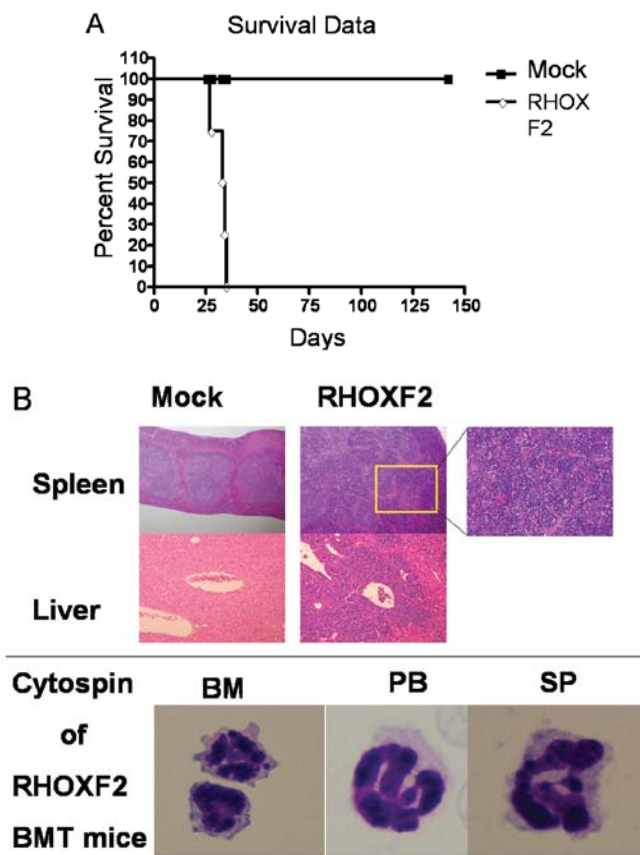 A
Survival Data
Percent Survival
110
100
90
80
70
60
50
40
30
20
10
0
0 25 50 75 100 125 150
Days
Mock
RHOX
F2
B
Mock RHOXF2
Spleen
Liver
Cytospin
of
RHOXF2
BMT mice
BM PB SP